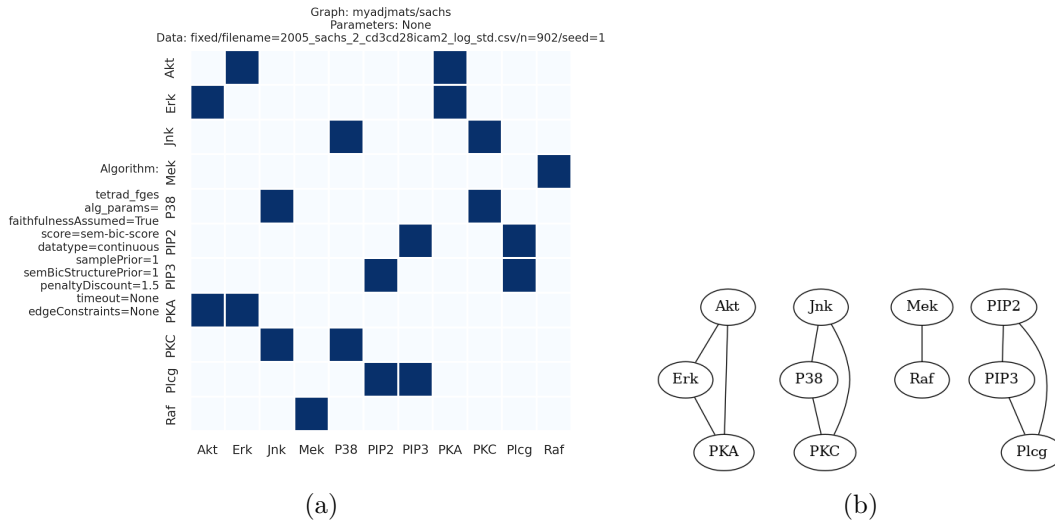 Graph: myadjmats/sachs
Parameters: None
Data: fixed/filename=2005_sachs_2_cd3cd28icam2_log_std.csv/n=902/seed=1
Algorithm:
tetrad_fges
alg_params=
faithfulnessAssumed=True
score=sem-bic-score
datatype=continuous
samplePrior=1
semBicStructurePrior=1
penaltyDiscount=1.5
timeout=None
edgeConstraints=None
Akt
Erk
Jnk
Mek
P38
PIP2
PIP3
PKA
PKC
Plcg
Raf
Akt Erk Jnk Mek P38 PIP2 PIP3 PKA PKC Plcg Raf
(a)
Akt Jnk Mek PIP2
Erk P38 Raf PIP3
PKA PKC Plcg
(b)